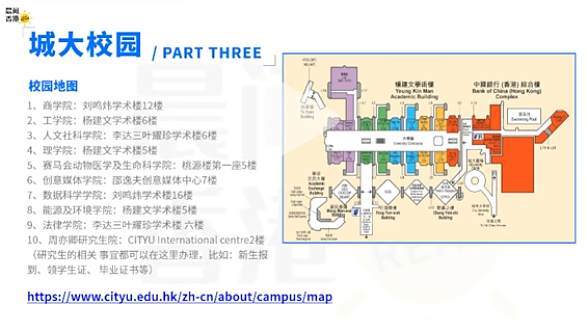 晨阅
香港
城大校园 / PART THREE
校园地图
1、商学院：刘鸣炜学术楼12楼
2、工学院：杨建文学术楼6楼
3、人文社科学院：李达三叶耀珍学术楼6楼
4、理学院：杨建文学术楼5楼
5、赛马会动物医学及生命科学院：桃源楼第一座5楼
6、创意媒体学院：邵逸夫创意媒体中心7楼
7、数据科学学院：刘鸣炜学术楼16楼
8、能源及环境学院：杨建文学术楼5楼
9、法律学院：李达三叶耀珍学术楼 六楼
10、周亦卿研究生院：CITYU International centre2楼
（研究生的相关 事宜都可以在这里办理，比如：新生报
到、领学生证、 毕业证书等）
https://www.cityu.edu.hk/zh-cn/about/campus/map
楊建文學術樓
Yeung Kin Man
Academic Building
中國銀行 (香港) 綜合樓
Bank of China (Hong Kong)
Complex
Swimming Pool
University Concourse
Academic
Exchange
Building